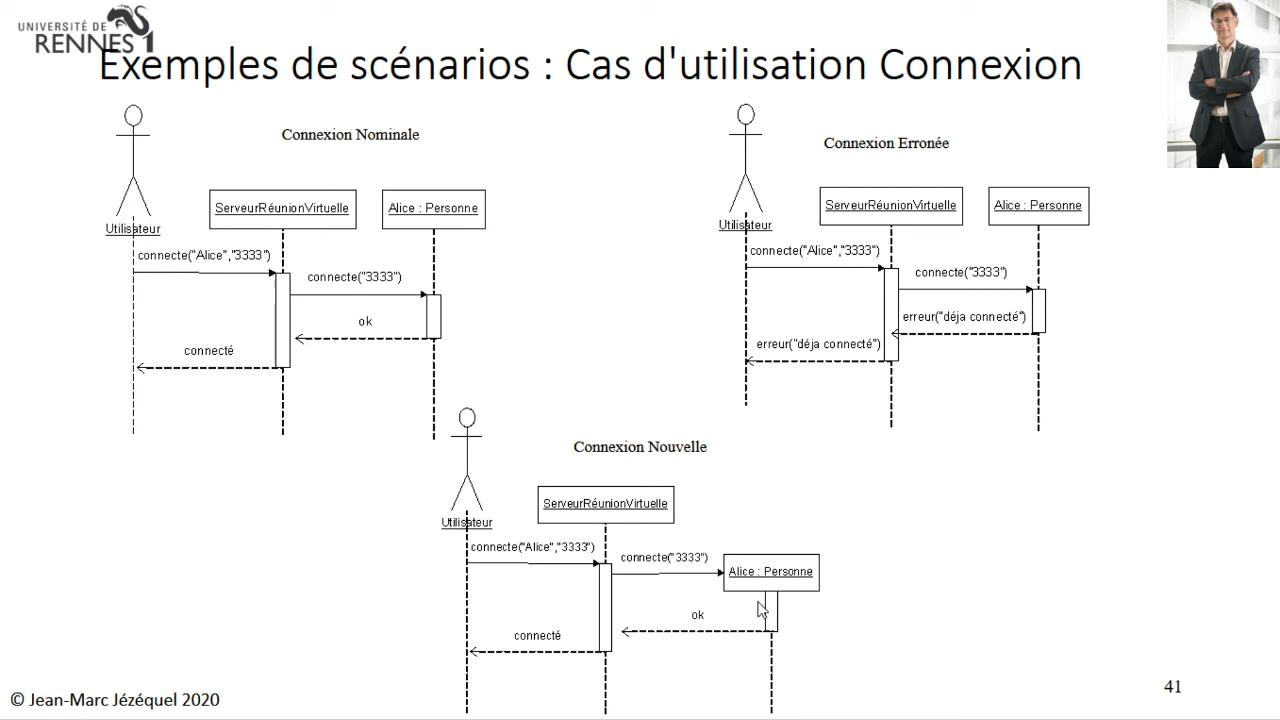 UNIVERSITÉ DE
RENNES 1
Exemples de scénarios : Cas d'utilisation Connexion
Connexion Nominale
ServeurRéunionVirtuelle
Alice : Personne
Utilisateur
connecte("Alice","3333")
connecte("3333")
ok
connecté
Connexion Erronée
ServeurRéunionVirtuelle
Alice : Personne
Utilisateur
connecte("Alice","3333")
connecte("3333")
erreur("déja connecté")
erreur("déja connecté")
Connexion Nouvelle
ServeurRéunionVirtuelle
Utilisateur
connecte("Alice","3333")
connecte("3333")
Alice : Personne
ok
connecté
© Jean-Marc Jézéquel 2020
41